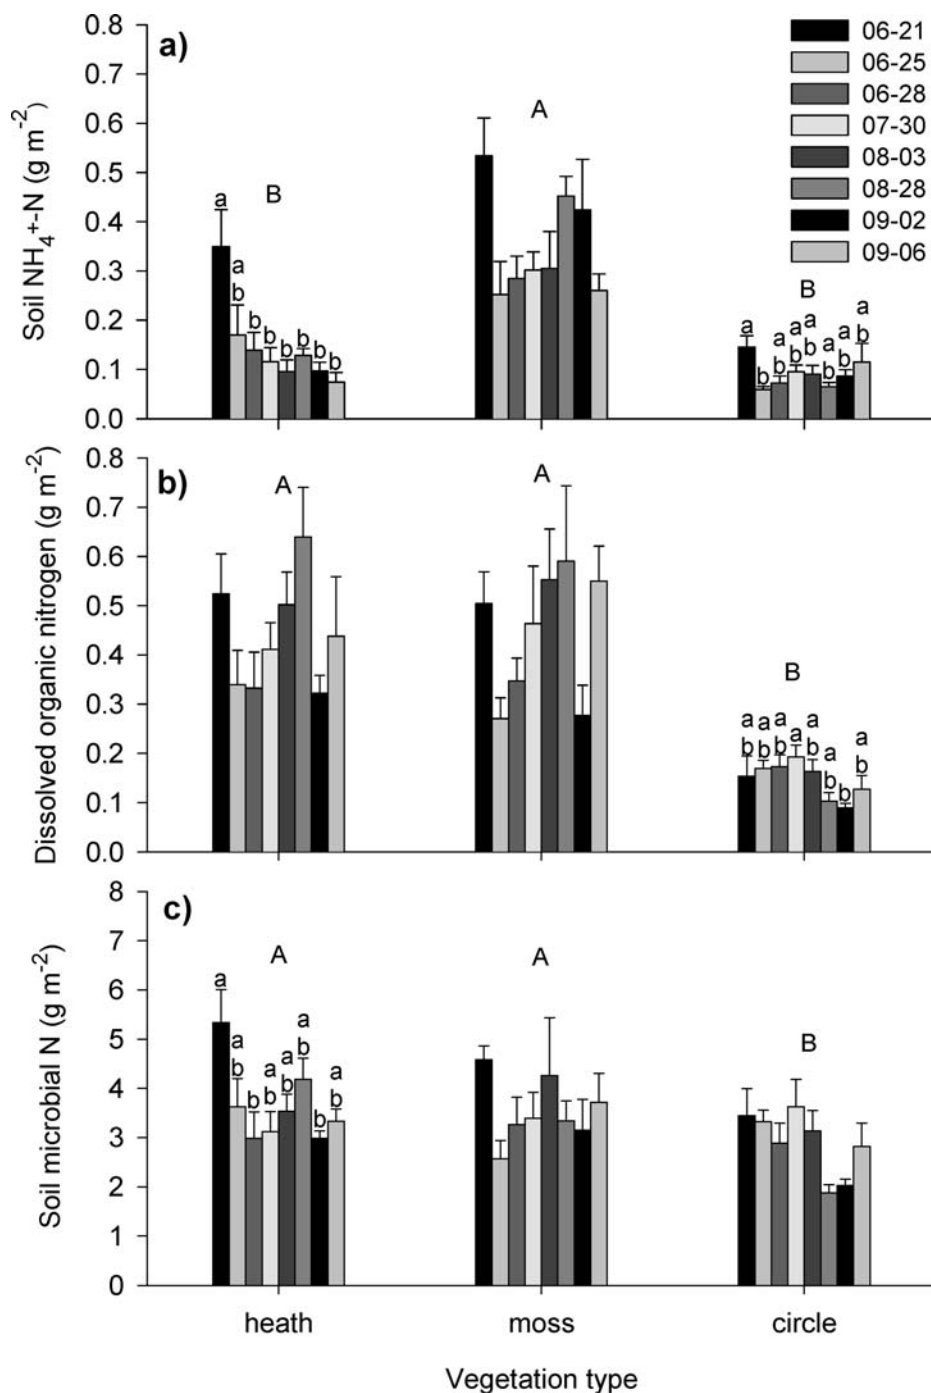 a)
06-21
06-25
06-28
07-30
08-03
08-28
09-02
09-06
Soil NH₄⁺-N (g m⁻²)
0.8
0.7
0.6
0.5
0.4
0.3
0.2
0.1
0.0
B
a
a b
b
b
b
b
b
b
A
B
a
b
a b
a b
a b
a b
a b
a b
b)
Dissolved organic nitrogen (g m⁻²)
0.8
0.7
0.6
0.5
0.4
0.3
0.2
0.1
0.0
A
A
B
a b
a b
a b
a
a b
a b
b
a b
c)
Soil microbial N (g m⁻²)
8
7
6
5
4
3
2
1
0
A
a
a b
b
a b
a b
a b
b
a b
A
B
heath
moss
circle
Vegetation type